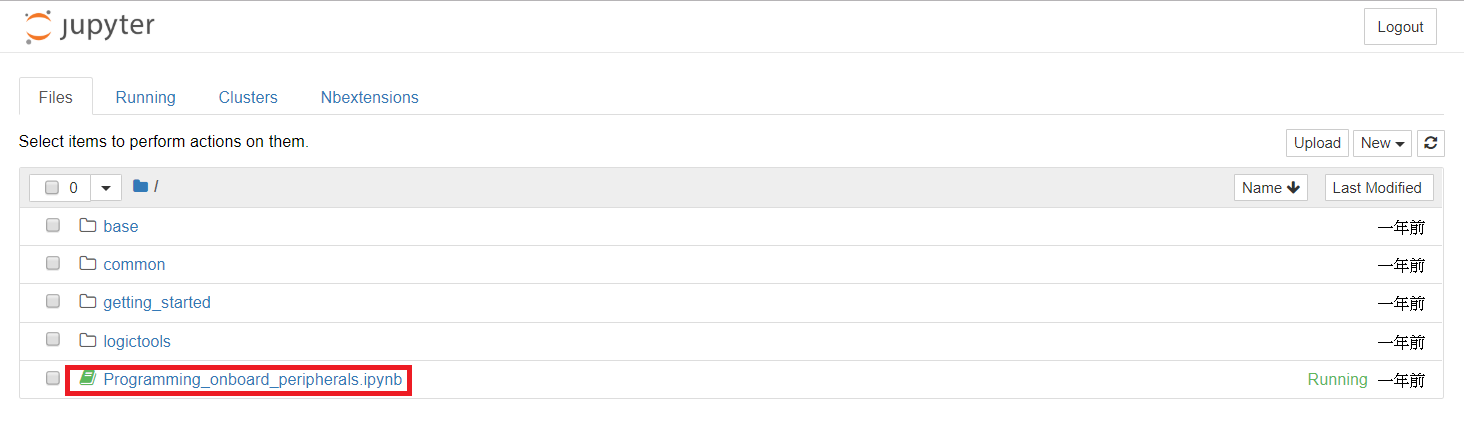 jupyter Logout
Files Running Clusters Nbextensions
Select items to perform actions on them. Upload New
0 / Name Last Modified
base 一年前
common 一年前
getting_started 一年前
logictools 一年前
Programming_onboard_peripherals.ipynb Running 一年前